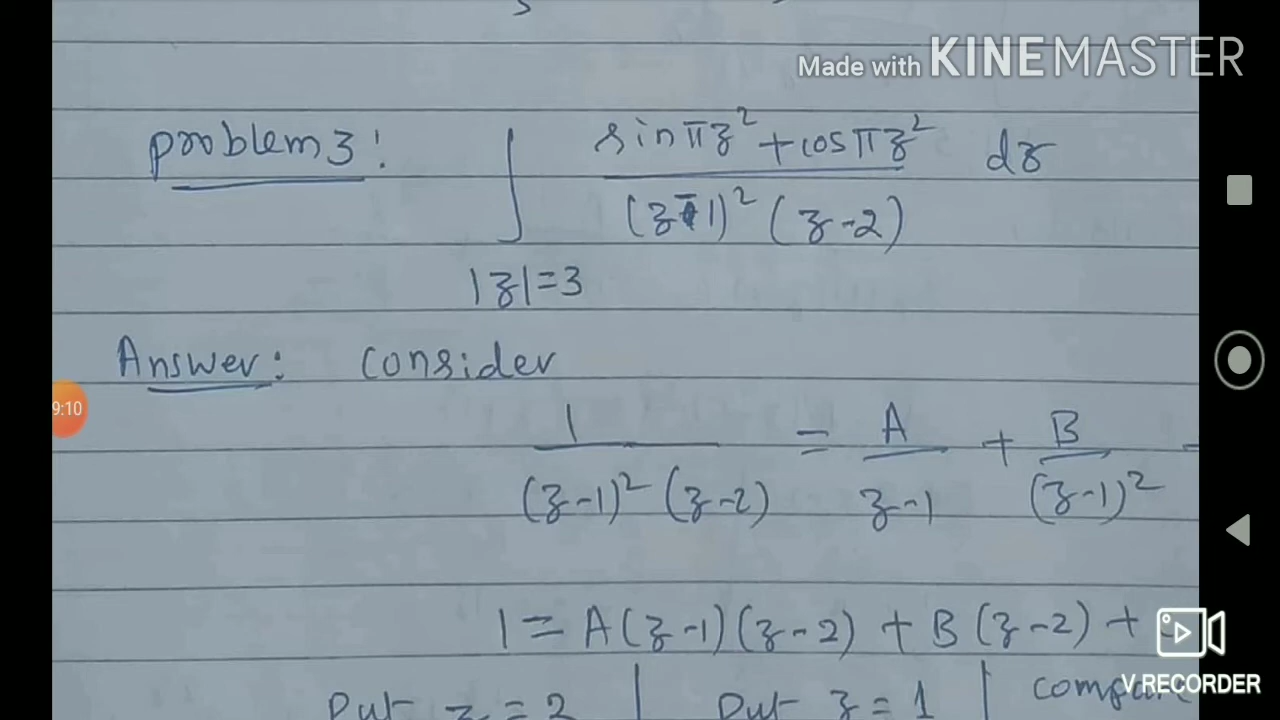 Made with KINEMASTER
problem 3: ∫ sin πz² + cos πz² / (z-1)² (z-2) dz
|z|=3
Answer: consider
9:10
1 / (z-1)² (z-2) = A / z-1 + B / (z-1)²
1 = A(z-1)(z-2) + B(z-2) +
Put z = 2 | Put z = 1 |
V RECORDER